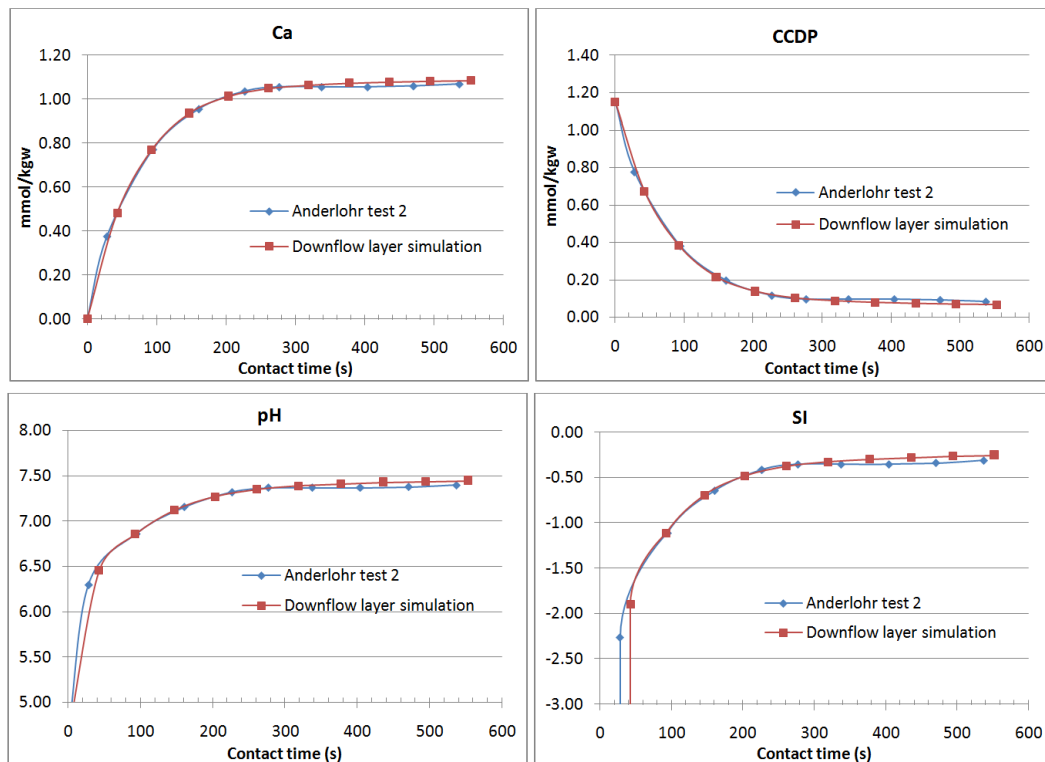 Ca
1.20
1.00
0.80
0.60
0.40
0.20
0.00
mmol/kgw
Anderlohr test 2
Downflow layer simulation
0 100 200 300 400 500 600
Contact time (s)
CCDP
1.40
1.20
1.00
0.80
0.60
0.40
0.20
0.00
mmol/kgw
Anderlohr test 2
Downflow layer simulation
0 100 200 300 400 500 600
Contact time (s)
pH
8.00
7.50
7.00
6.50
6.00
5.50
5.00
Anderlohr test 2
Downflow layer simulation
0 100 200 300 400 500 600
Contact time (s)
SI
0.00
-0.50
-1.00
-1.50
-2.00
-2.50
-3.00
Anderlohr test 2
Downflow layer simulation
0 100 200 300 400 500 600
Contact time (s)